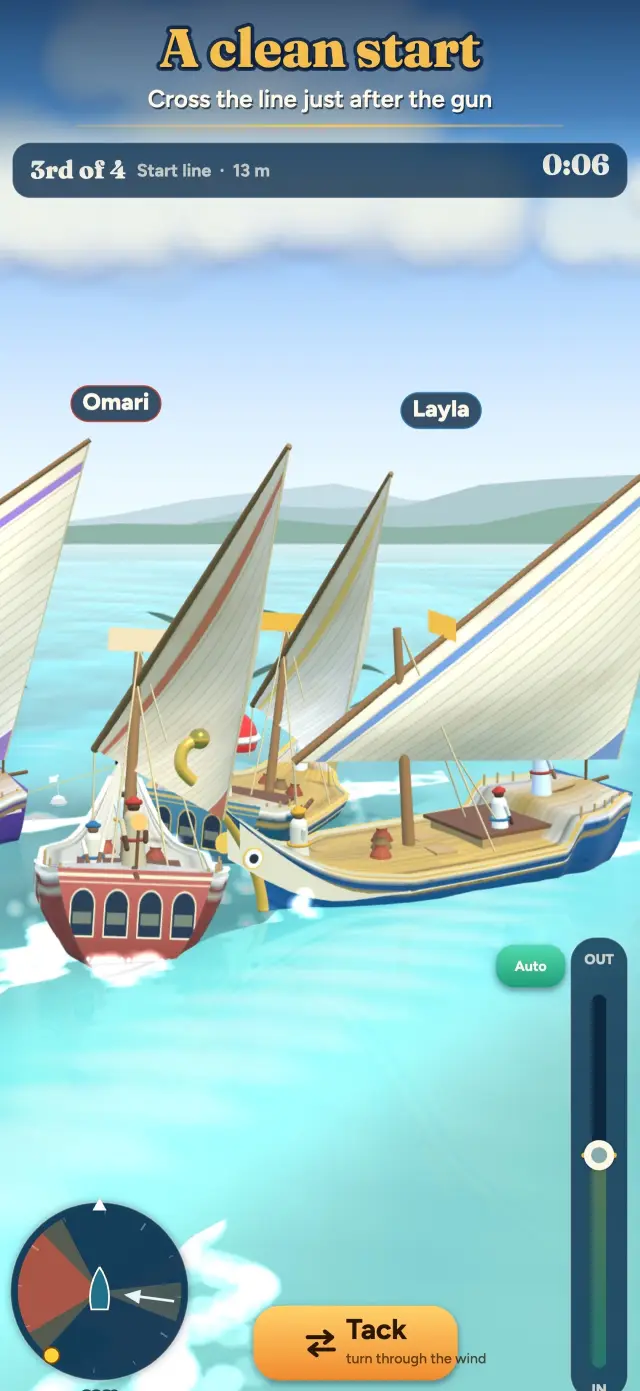 A clean start
Cross the line just after the gun
3rd of 4 Start line · 13 m 0:06
Omari
Layla
Auto
OUT
Tack
turn through the wind
IN